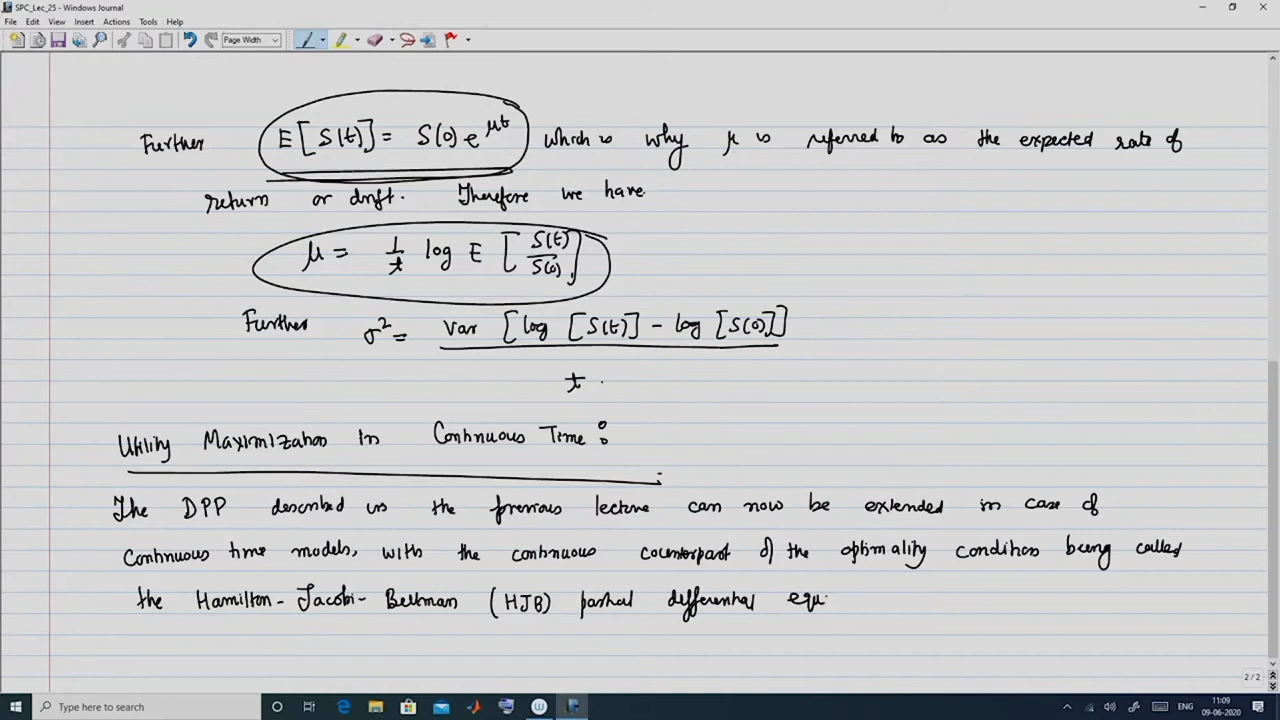 SPC_Lec_25 - Windows Journal
File Edit View Insert Actions Tools Help
Page Width
Further E[S(t)] = S(0) e^{μt} which is why μ is referred to as the expected rate of
return or drift. Therefore we have
μ = 1/t log E [S(t)/S(0)]
Further σ² = Var [log [S(t)] - log [S(0)]]
t
Utility Maximization in Continuous Time :
The DPP described in the previous lecture can now be extended in case of
Continuous time models, with the continuous counterpart of the optimality condition being called
the Hamilton-Jacobi-Bellman (HJB) partial differential equ
2/2
Type here to search
ENG
11:09
09-06-2020